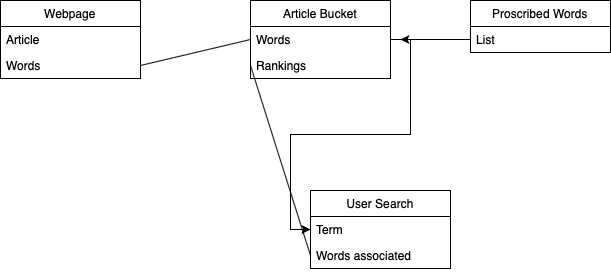 Webpage
Article
Words
Article Bucket
Words
Rankings
Proscribed Words
List
User Search
Term
Words associated